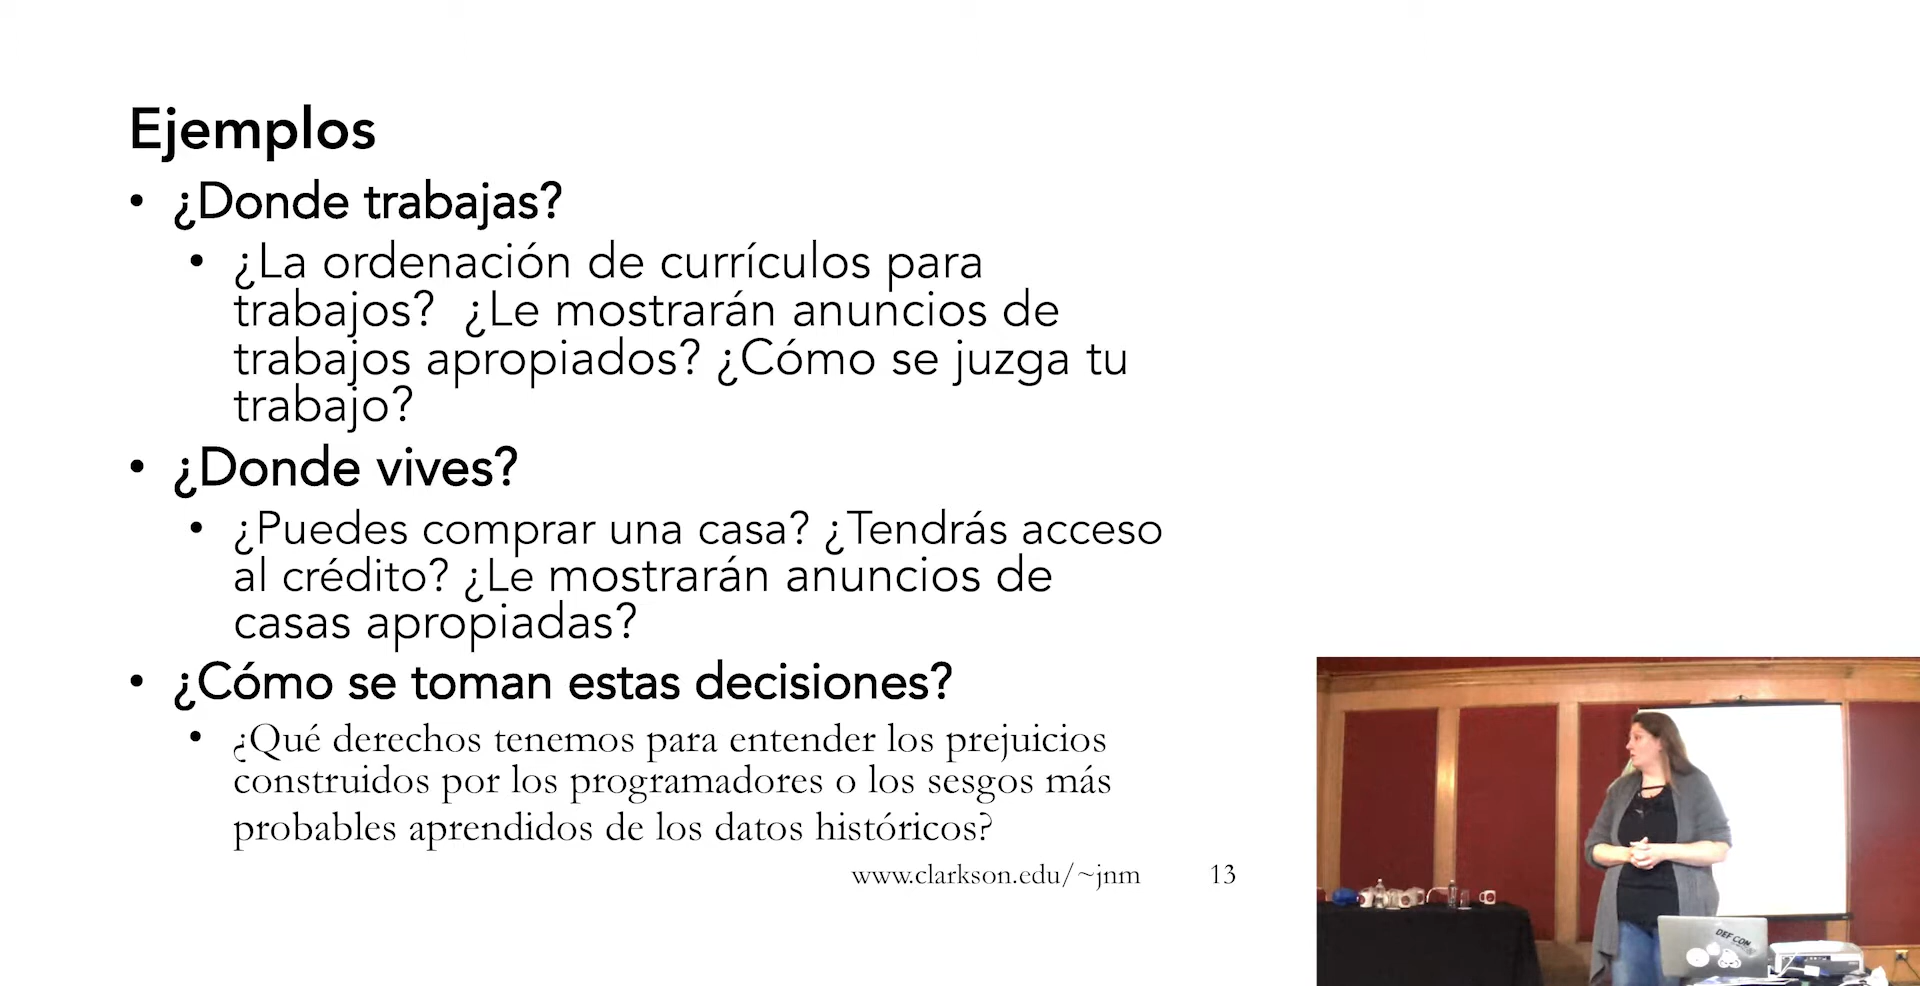 Ejemplos
• ¿Donde trabajas?
• ¿La ordenación de currículos para
trabajos?  ¿Le mostrarán anuncios de
trabajos apropiados? ¿Cómo se juzga tu
trabajo?
• ¿Donde vives?
• ¿Puedes comprar una casa? ¿Tendrás acceso
al crédito? ¿Le mostrarán anuncios de
casas apropiadas?
• ¿Cómo se toman estas decisiones?
• ¿Qué derechos tenemos para entender los prejuicios
construidos por los programadores o los sesgos más
probables aprendidos de los datos históricos?
www.clarkson.edu/~jnm
13
DEF CON